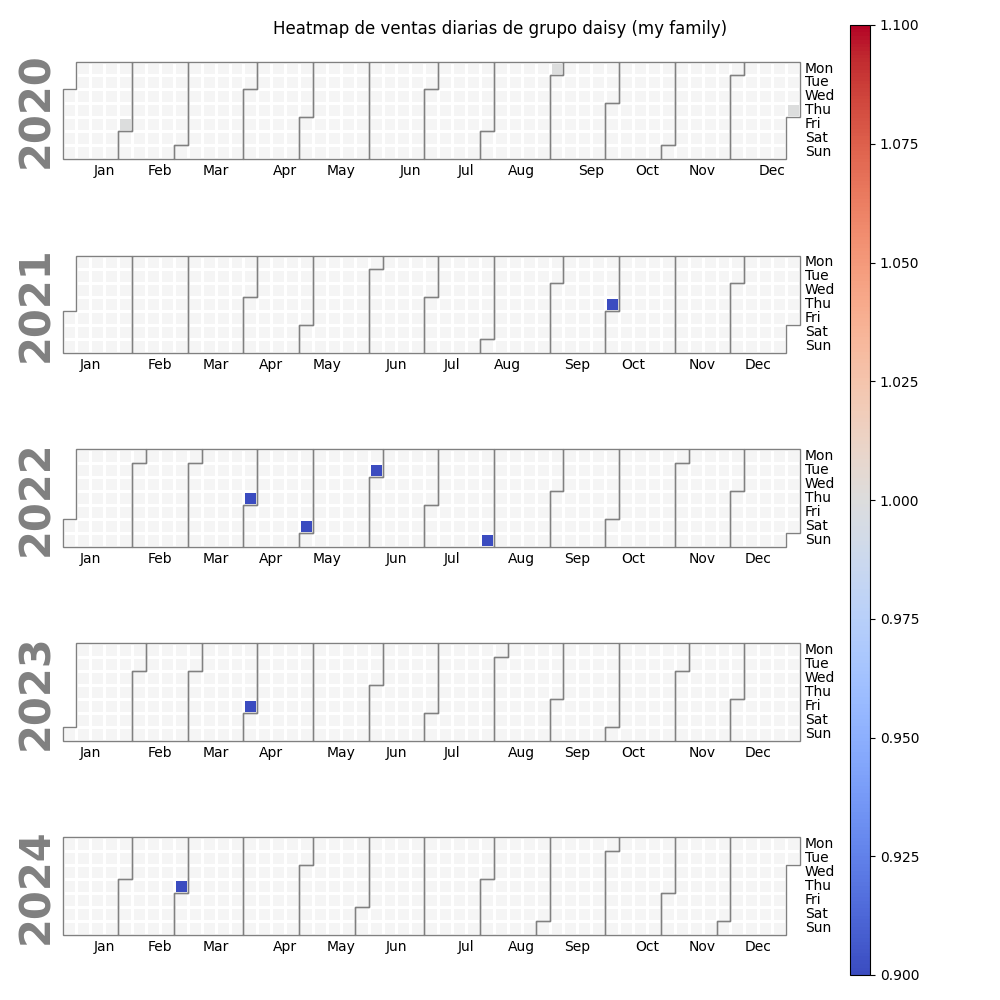 Heatmap de ventas diarias de grupo daisy (my family)
2020
Mon
Tue
Wed
Thu
Fri
Sat
Sun
Jan Feb Mar Apr May Jun Jul Aug Sep Oct Nov Dec
2021
Mon
Tue
Wed
Thu
Fri
Sat
Sun
Jan Feb Mar Apr May Jun Jul Aug Sep Oct Nov Dec
2022
Mon
Tue
Wed
Thu
Fri
Sat
Sun
Jan Feb Mar Apr May Jun Jul Aug Sep Oct Nov Dec
2023
Mon
Tue
Wed
Thu
Fri
Sat
Sun
Jan Feb Mar Apr May Jun Jul Aug Sep Oct Nov Dec
2024
Mon
Tue
Wed
Thu
Fri
Sat
Sun
Jan Feb Mar Apr May Jun Jul Aug Sep Oct Nov Dec
1.100
1.075
1.050
1.025
1.000
0.975
0.950
0.925
0.900